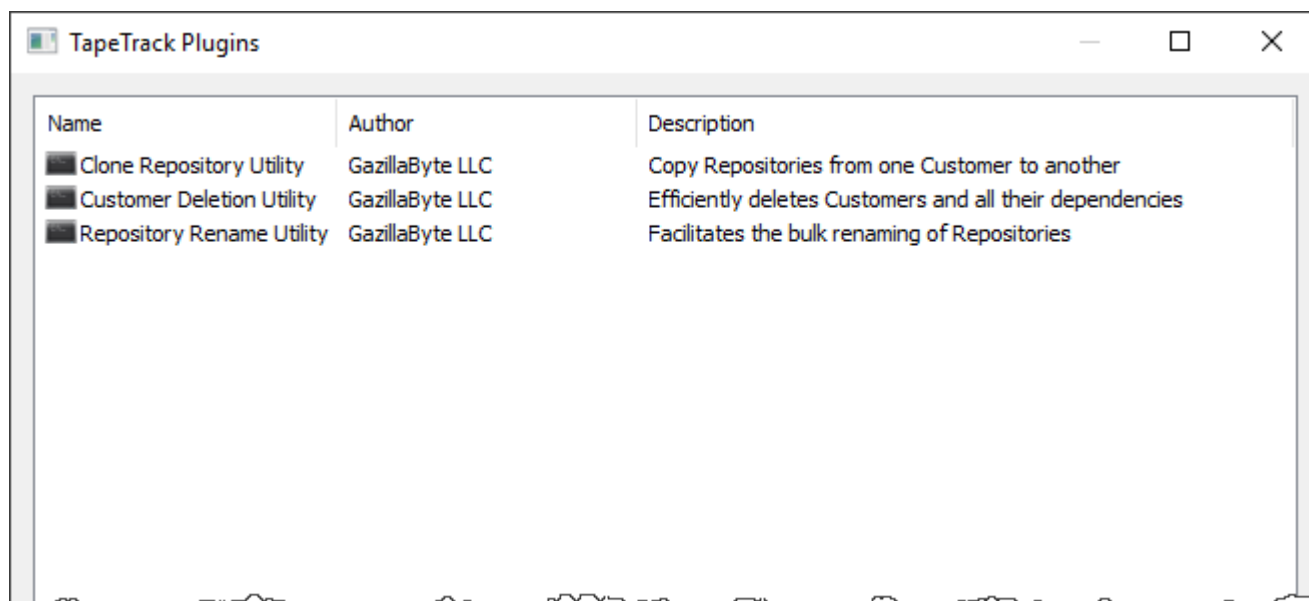 TapeTrack Plugins
Name Author Description
Clone Repository Utility GazillaByte LLC Copy Repositories from one Customer to another
Customer Deletion Utility GazillaByte LLC Efficiently deletes Customers and all their dependencies
Repository Rename Utility GazillaByte LLC Facilitates the bulk renaming of Repositories